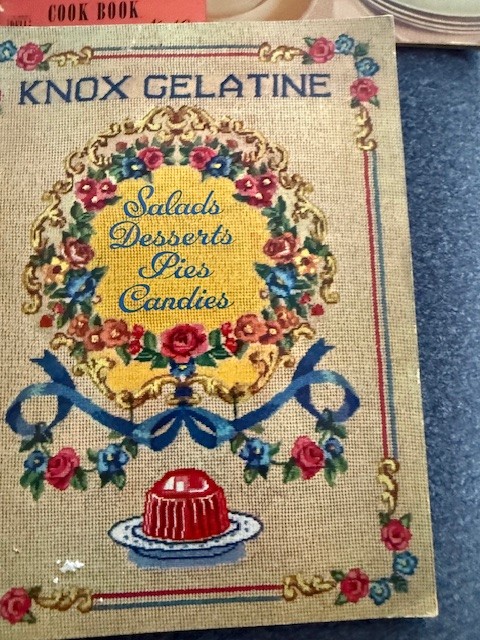 COOK BOOK
KNOX GELATINE
Salads
Desserts
Pies
Candies